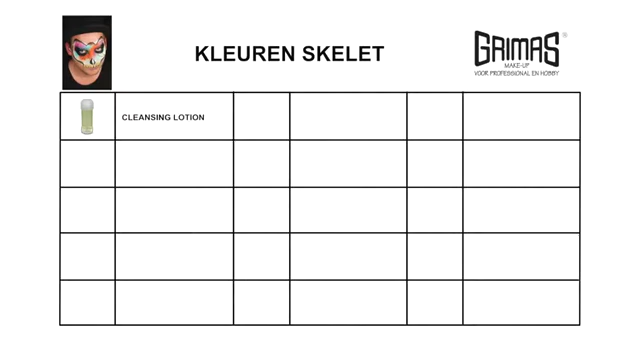 KLEUREN SKELET
GRIMAS
®
MAKE-UP
VOOR PROFESSIONAL EN HOBBY
CLEANSING LOTION